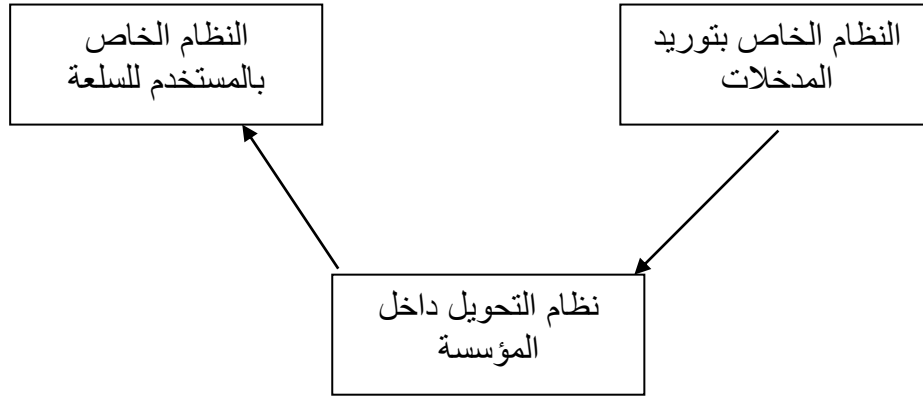 النظام الخاص بتوريد
المدخلات
النظام الخاص
بالمستخدم للسلعة
نظام التحويل داخل
المؤسسة